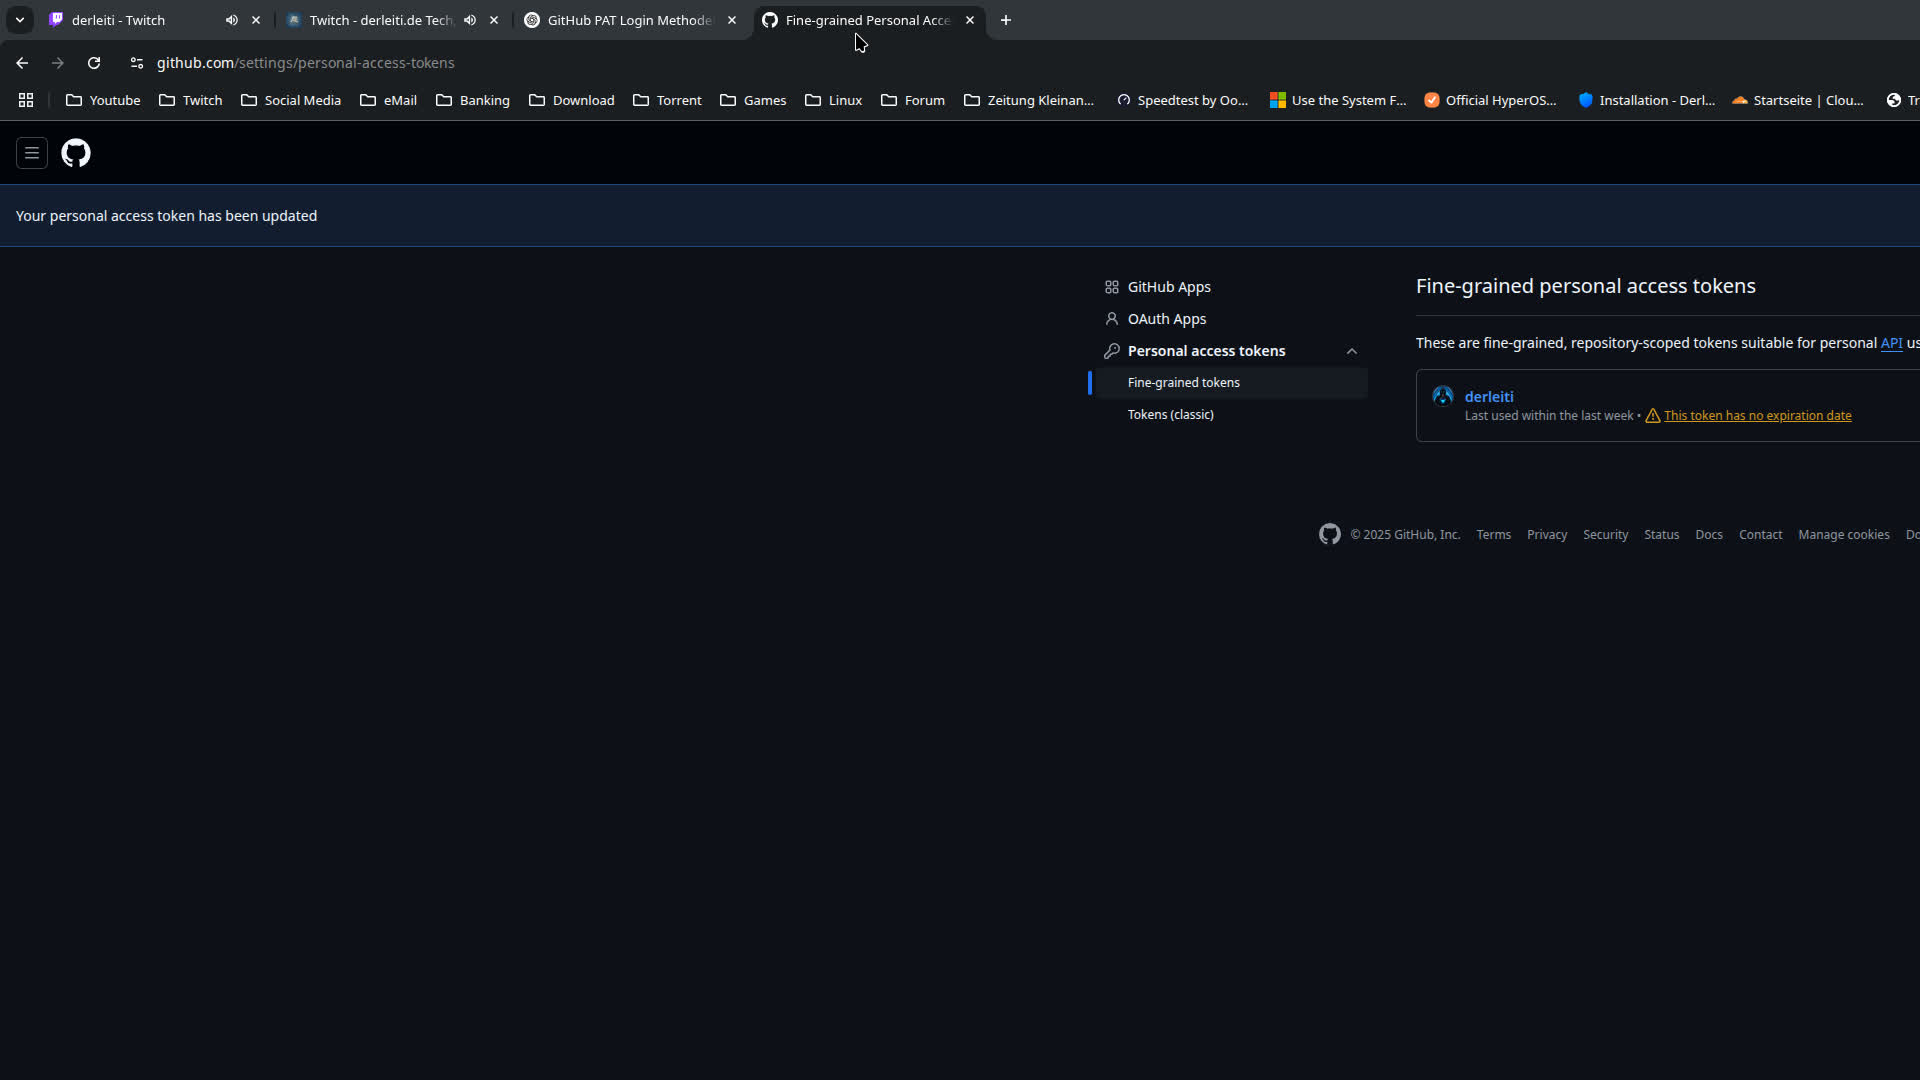 derleiti - Twitch
Twitch - derleiti.de Tech
GitHub PAT Login Methode
Fine-grained Personal Acce
github.com/settings/personal-access-tokens
Youtube
Twitch
Social Media
eMail
Banking
Download
Torrent
Games
Linux
Forum
Zeitung Kleinan...
Speedtest by Oo...
Use the System F...
Official HyperOS...
Installation - Derl...
Startseite | Clou...
Tr
Your personal access token has been updated
GitHub Apps
OAuth Apps
Personal access tokens
Fine-grained tokens
Tokens (classic)
Fine-grained personal access tokens
These are fine-grained, repository-scoped tokens suitable for personal API us
derleiti
Last used within the last week • This token has no expiration date
© 2025 GitHub, Inc. Terms Privacy Security Status Docs Contact Manage cookies Do